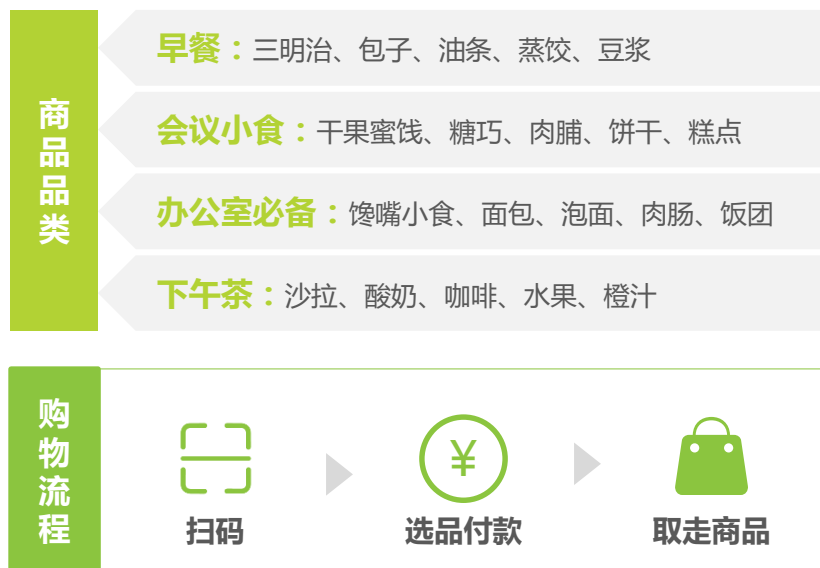 商品品类
早餐：三明治、包子、油条、蒸饺、豆浆
会议小食：干果蜜饯、糖巧、肉脯、饼干、糕点
办公室必备：馋嘴小食、面包、泡面、肉肠、饭团
下午茶：沙拉、酸奶、咖啡、水果、橙汁
购物流程
¥
扫码
选品付款
取走商品